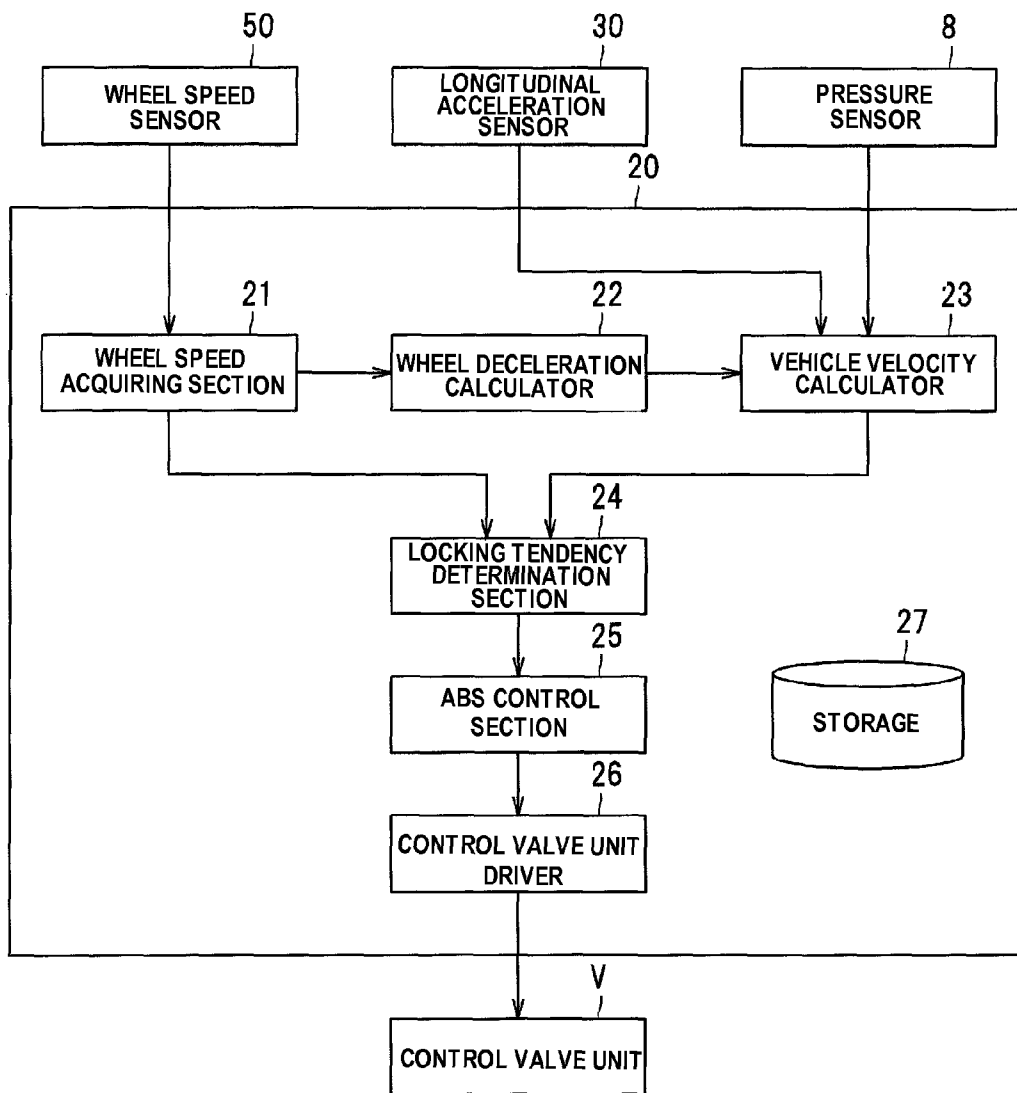 50
30
8
WHEEL SPEED
SENSOR
LONGITUDINAL
ACCELERATION
SENSOR
PRESSURE
SENSOR
20
21
22
23
WHEEL SPEED
ACQUIRING SECTION
WHEEL DECELERATION
CALCULATOR
VEHICLE VELOCITY
CALCULATOR
24
LOCKING TENDENCY
DETERMINATION
SECTION
25
ABS CONTROL
SECTION
27
STORAGE
26
CONTROL VALVE UNIT
DRIVER
V
CONTROL VALVE UNIT